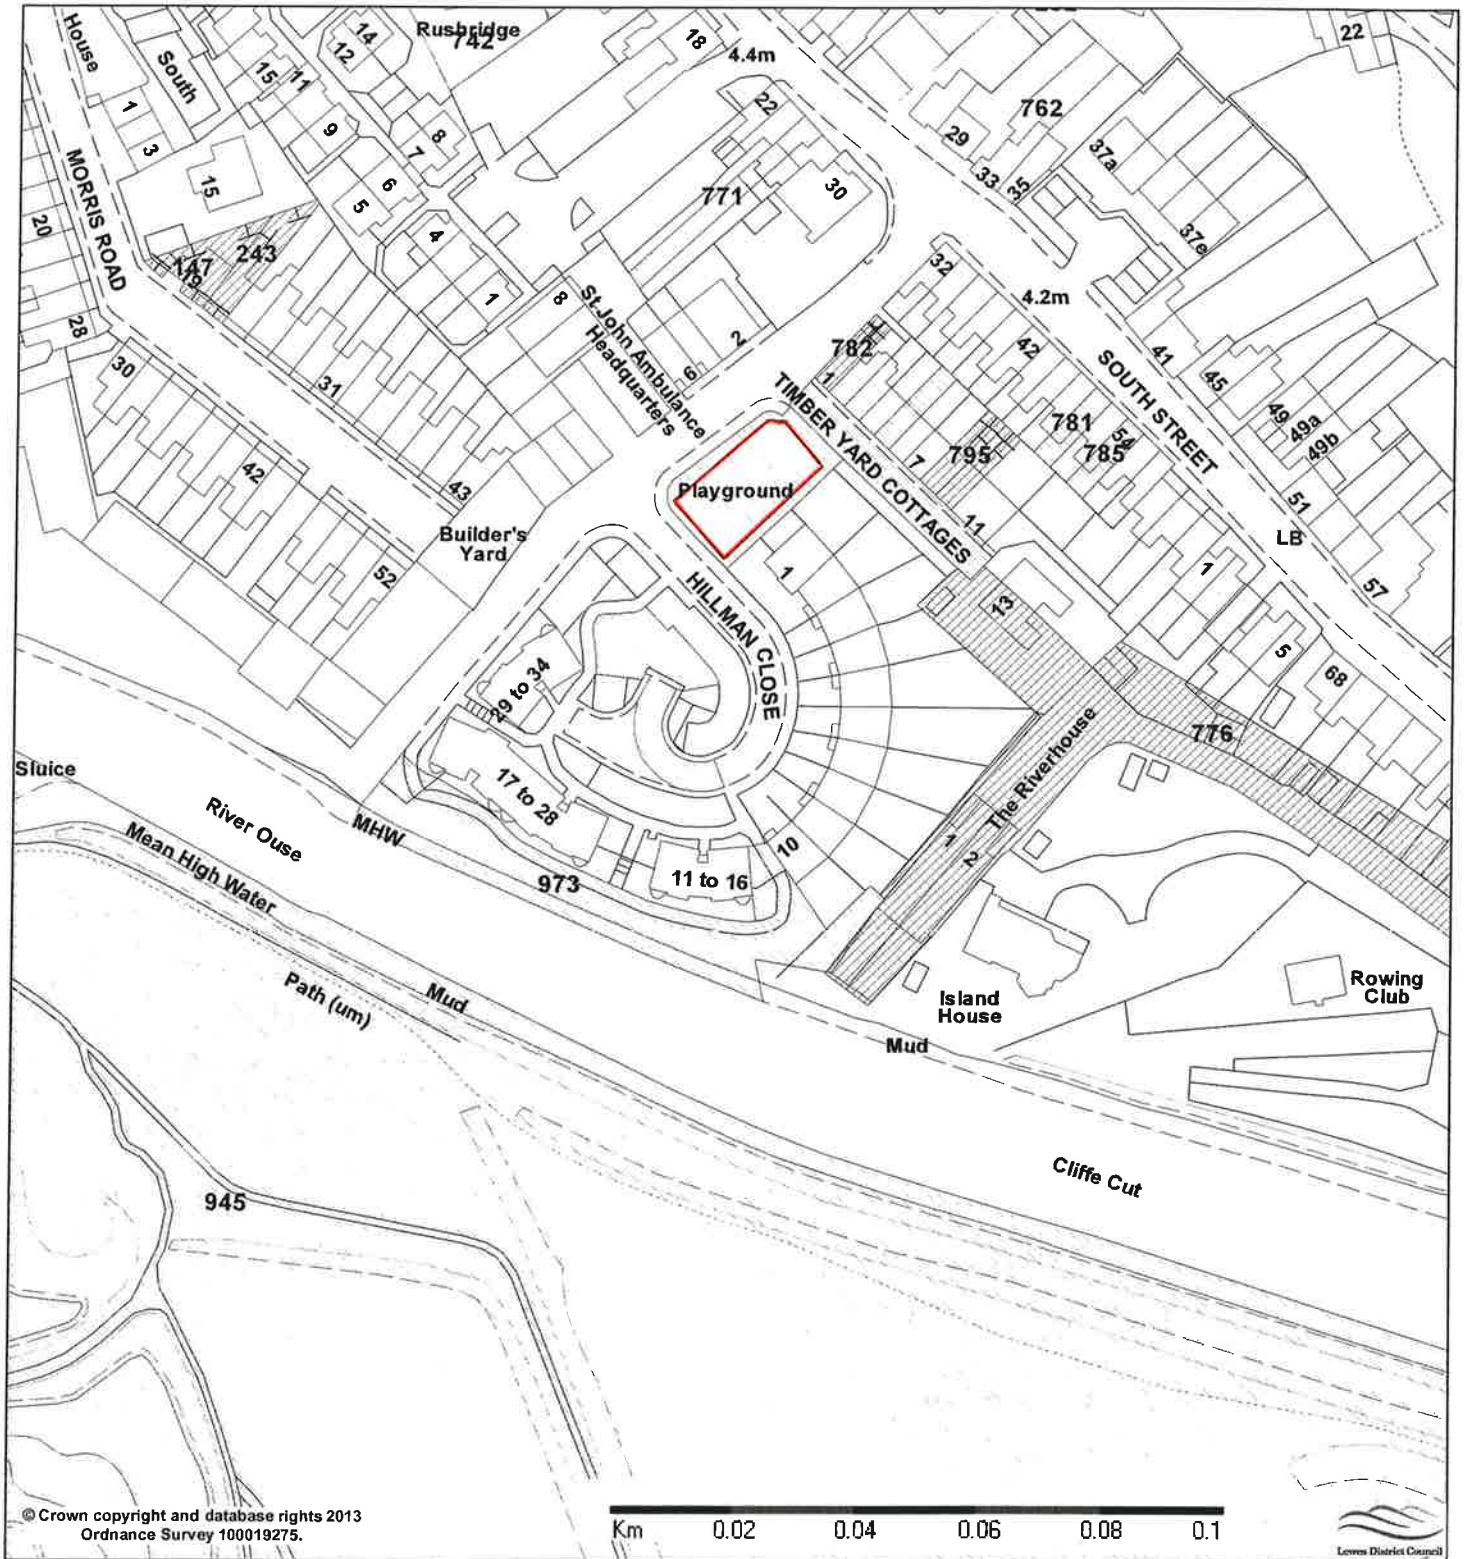 House
South
14
12
Rusbridge
742
18
4.4m
22
1
3
15
11
9
8
7
6
5
15
22
771
30
762
29
33
35
37a
37e
MORRIS ROAD
20
28
147
19
243
4
1
8
St John Ambulance
Headquarters
6
2
32
4.2m
782
1
42
SOUTH STREET
41
45
49
49a
49b
30
31
42
43
52
Builder's
Yard
Playground
TIMBER YARD COTTAGES
7
795
11
781
54
785
51
LB
57
1
HILLMAN CLOSE
1
13
5
68
29 to 34
17 to 28
11 to 16
10
776
The Riverhouse
1
2
Sluice
River Ouse
MHW
Mean High Water
973
Path (um)
Mud
Island
House
Mud
Rowing
Club
Cliffe Cut
945
© Crown copyright and database rights 2013
Ordnance Survey 100019275.
Km 0.02 0.04 0.06 0.08 0.1
Lewes District Council